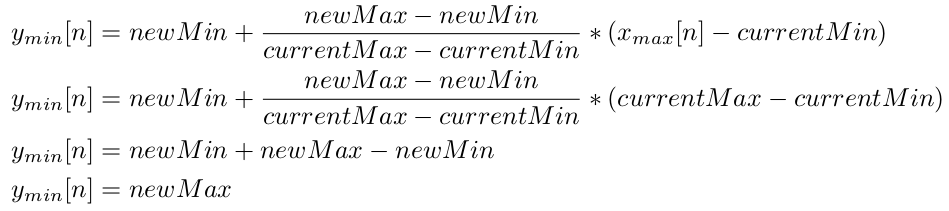 y_{min}[n] = newMin + \frac{newMax - newMin}{currentMax - currentMin} * (x_{max}[n] - currentMin)
y_{min}[n] = newMin + \frac{newMax - newMin}{currentMax - currentMin} * (currentMax - currentMin)
y_{min}[n] = newMin + newMax - newMin
y_{min}[n] = newMax